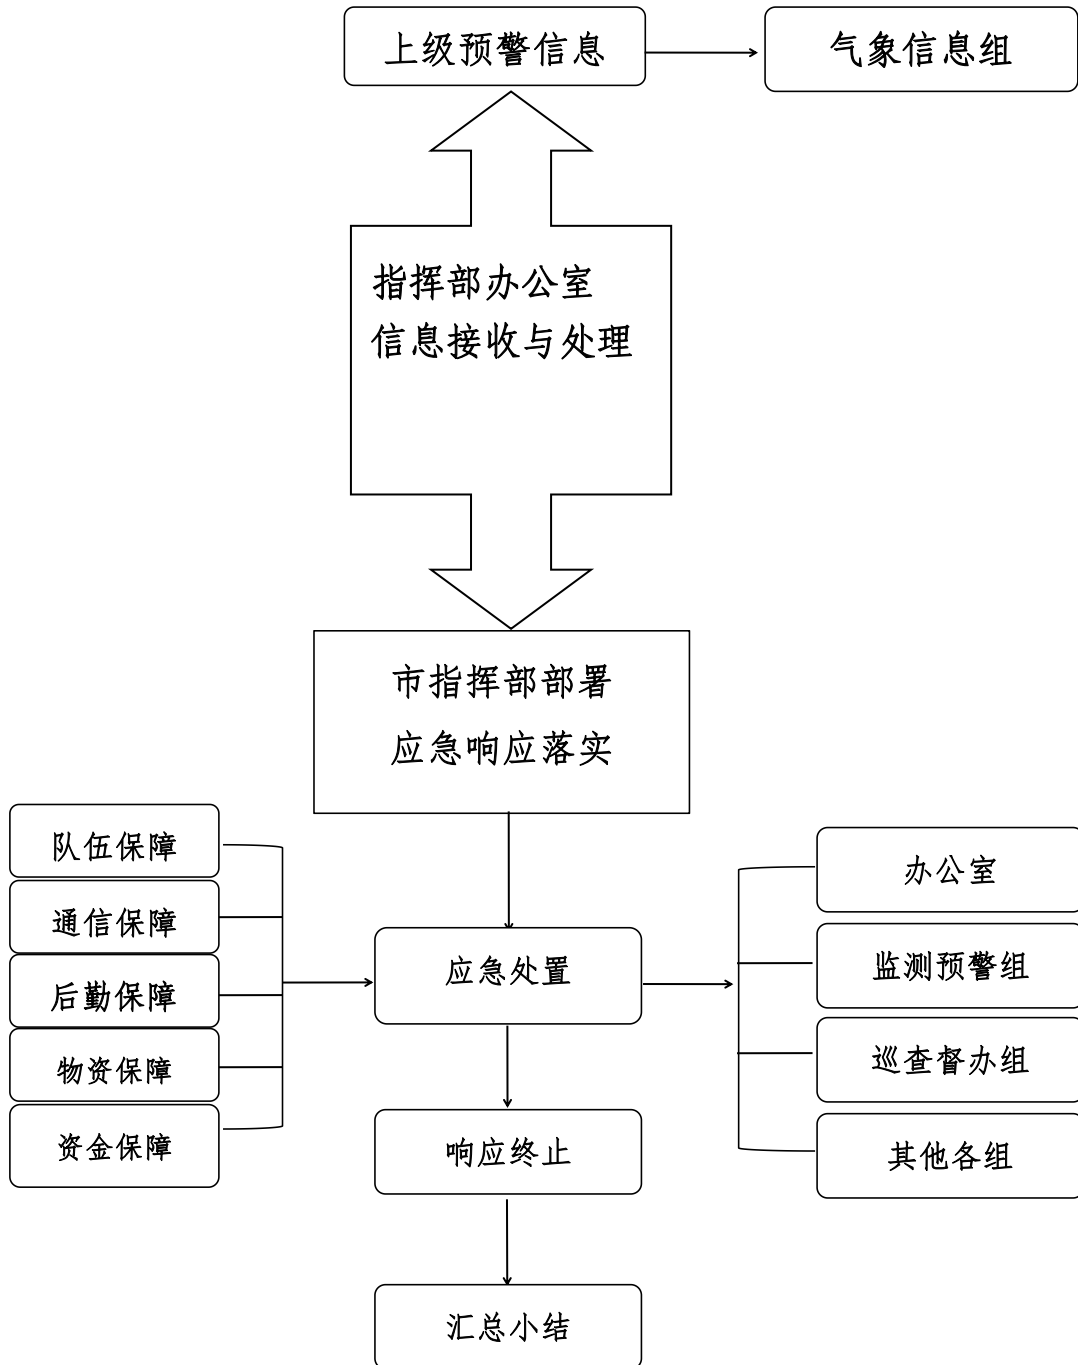 上级预警信息
气象信息组
指挥部办公室
信息接收与处理
市指挥部部署
应急响应落实
队伍保障
通信保障
后勤保障
物资保障
资金保障
应急处置
响应终止
汇总小结
办公室
监测预警组
巡查督办组
其他各组